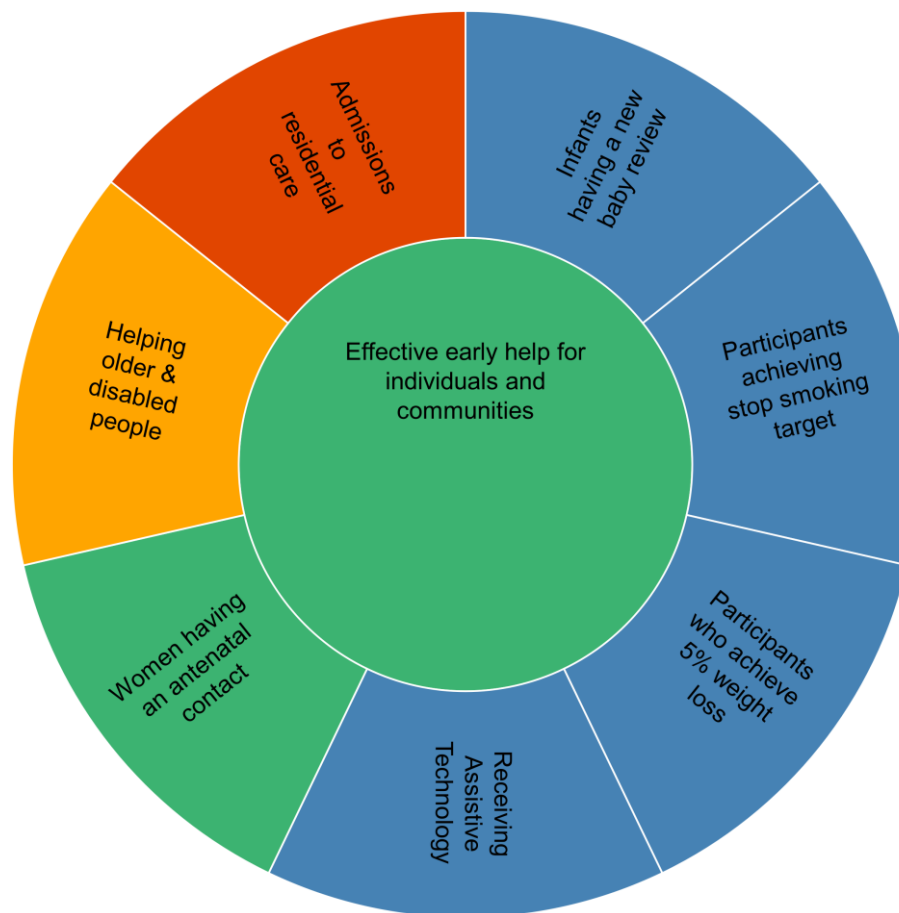 Effective early help for
individuals and
communities
Infants
having a new
baby review
Participants
achieving
stop smoking
target
Participants
who achieve
5% weight
loss
Receiving
Assistive
Technology
Women having
an antenatal
contact
Helping
older &
disabled
people
Admissions
to
residential
care